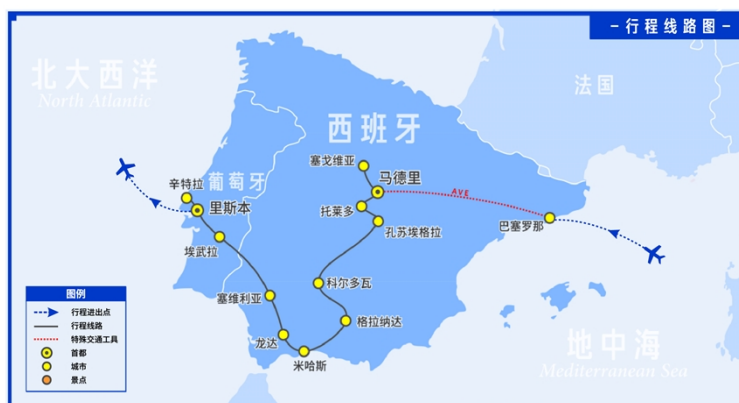 －行程线路图－
北大西洋
North Atlantic
法国
西班牙
塞戈维亚
马德里
辛特拉
葡萄牙
里斯本
AVE
托莱多
巴塞罗那
孔苏埃格拉
埃武拉
科尔多瓦
塞维利亚
图例
行程进出点
行程线路
特殊交通工具
首都
城市
景点
格拉纳达
龙达
米哈斯
地中海
Mediterranean Sea